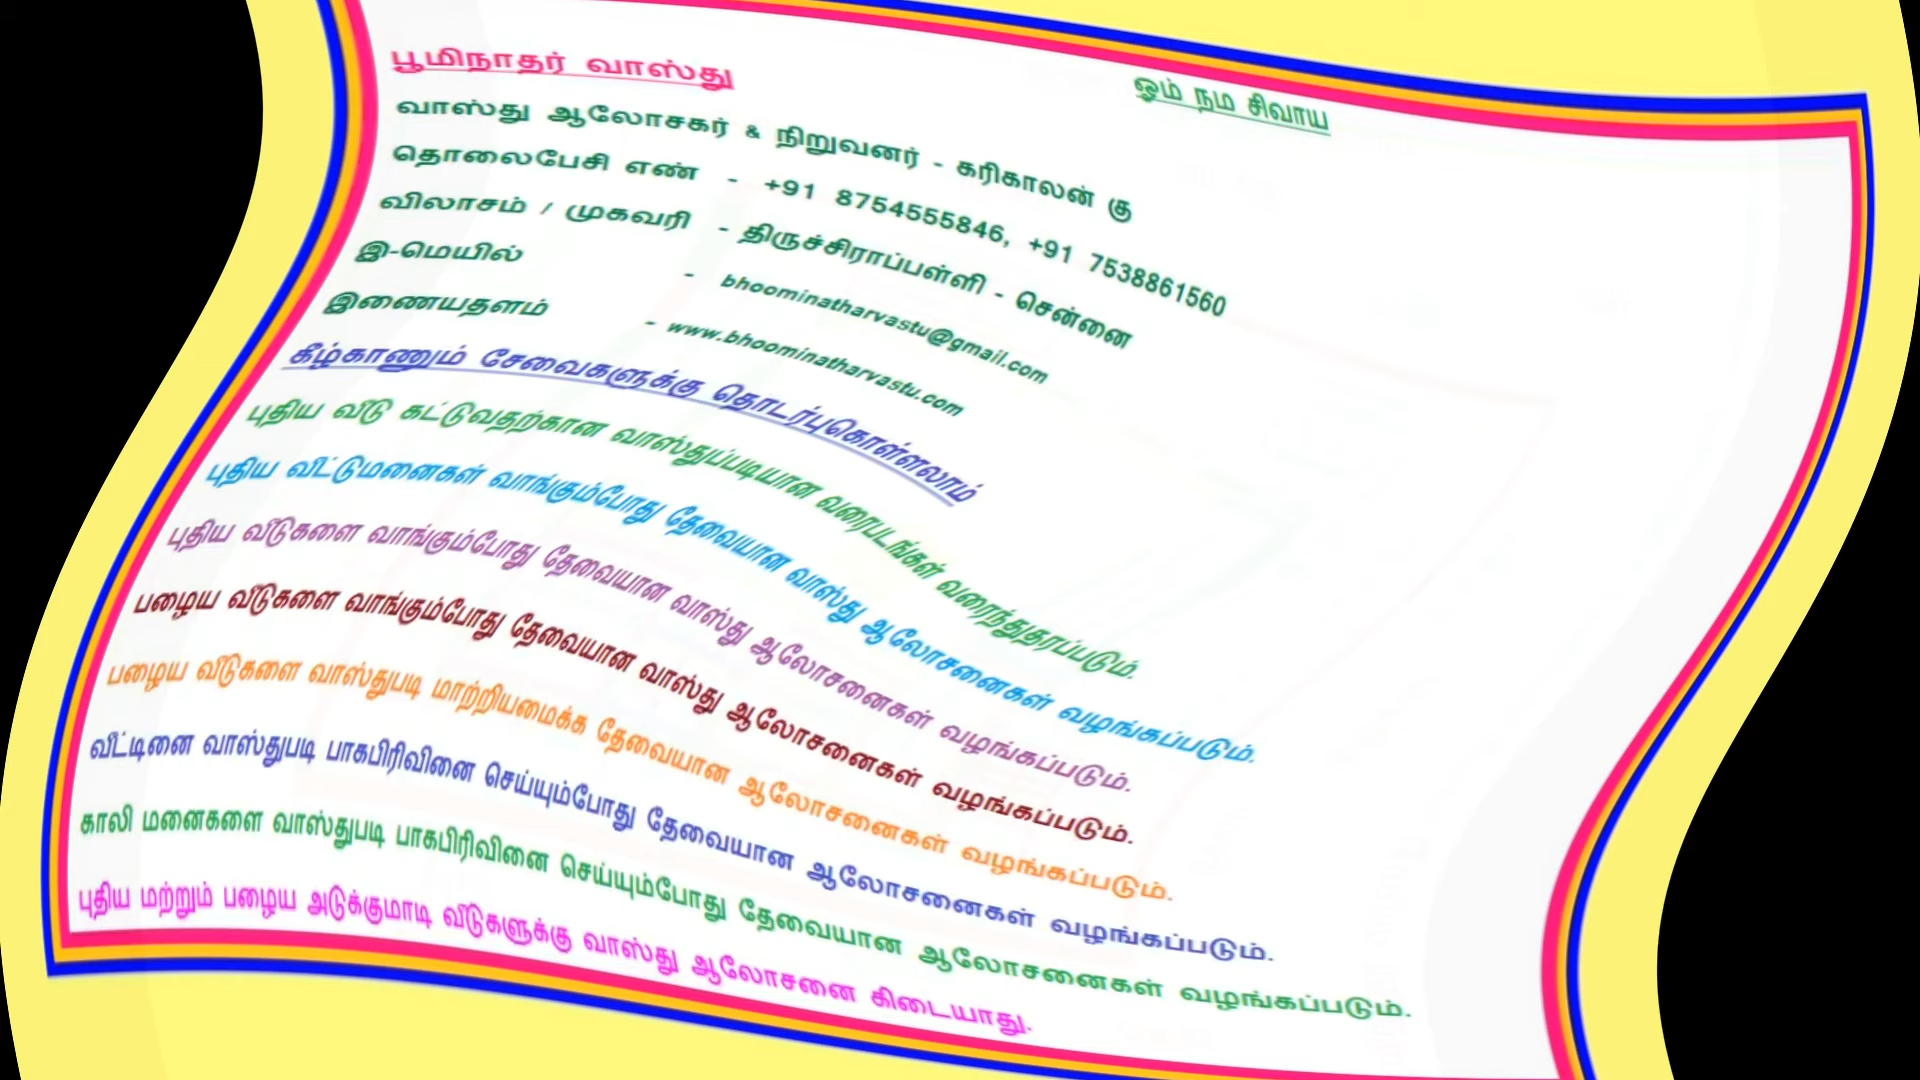 ஓம் நம சிவாய
பூமிநாதர் வாஸ்து
வாஸ்து ஆலோசகர் & நிறுவனர் - கரிகாலன் கு
தொலைபேசி எண் - +91 8754555846, +91 7538861560
விலாசம் / முகவரி - திருச்சிராப்பள்ளி - சென்னை
இ-மெயில் - bhoominatharvastu@gmail.com
இணையதளம் - www.bhoominatharvastu.com
கீழ்காணும் சேவைகளுக்கு தொடர்புகொள்ளலாம்
புதிய வீடு கட்டுவதற்கான வாஸ்துப்படியான வரைபடங்கள் வரைந்துதரப்படும்.
புதிய வீட்டுமனைகள் வாங்கும்போது தேவையான வாஸ்து ஆலோசனைகள் வழங்கப்படும்.
புதிய வீடுகளை வாங்கும்போது தேவையான வாஸ்து ஆலோசனைகள் வழங்கப்படும்.
பழைய வீடுகளை வாங்கும்போது தேவையான வாஸ்து ஆலோசனைகள் வழங்கப்படும்.
பழைய வீடுகளை வாஸ்துபடி மாற்றியமைக்க தேவையான ஆலோசனைகள் வழங்கப்படும்.
வீட்டினை வாஸ்துபடி பாகபிரிவினை செய்யும்போது தேவையான ஆலோசனைகள் வழங்கப்படும்.
காலி மனைகளை வாஸ்துபடி பாகபிரிவினை செய்யும்போது தேவையான ஆலோசனைகள் வழங்கப்படும்.
புதிய மற்றும் பழைய அடுக்குமாடி வீடுகளுக்கு வாஸ்து ஆலோசனை கிடையாது.